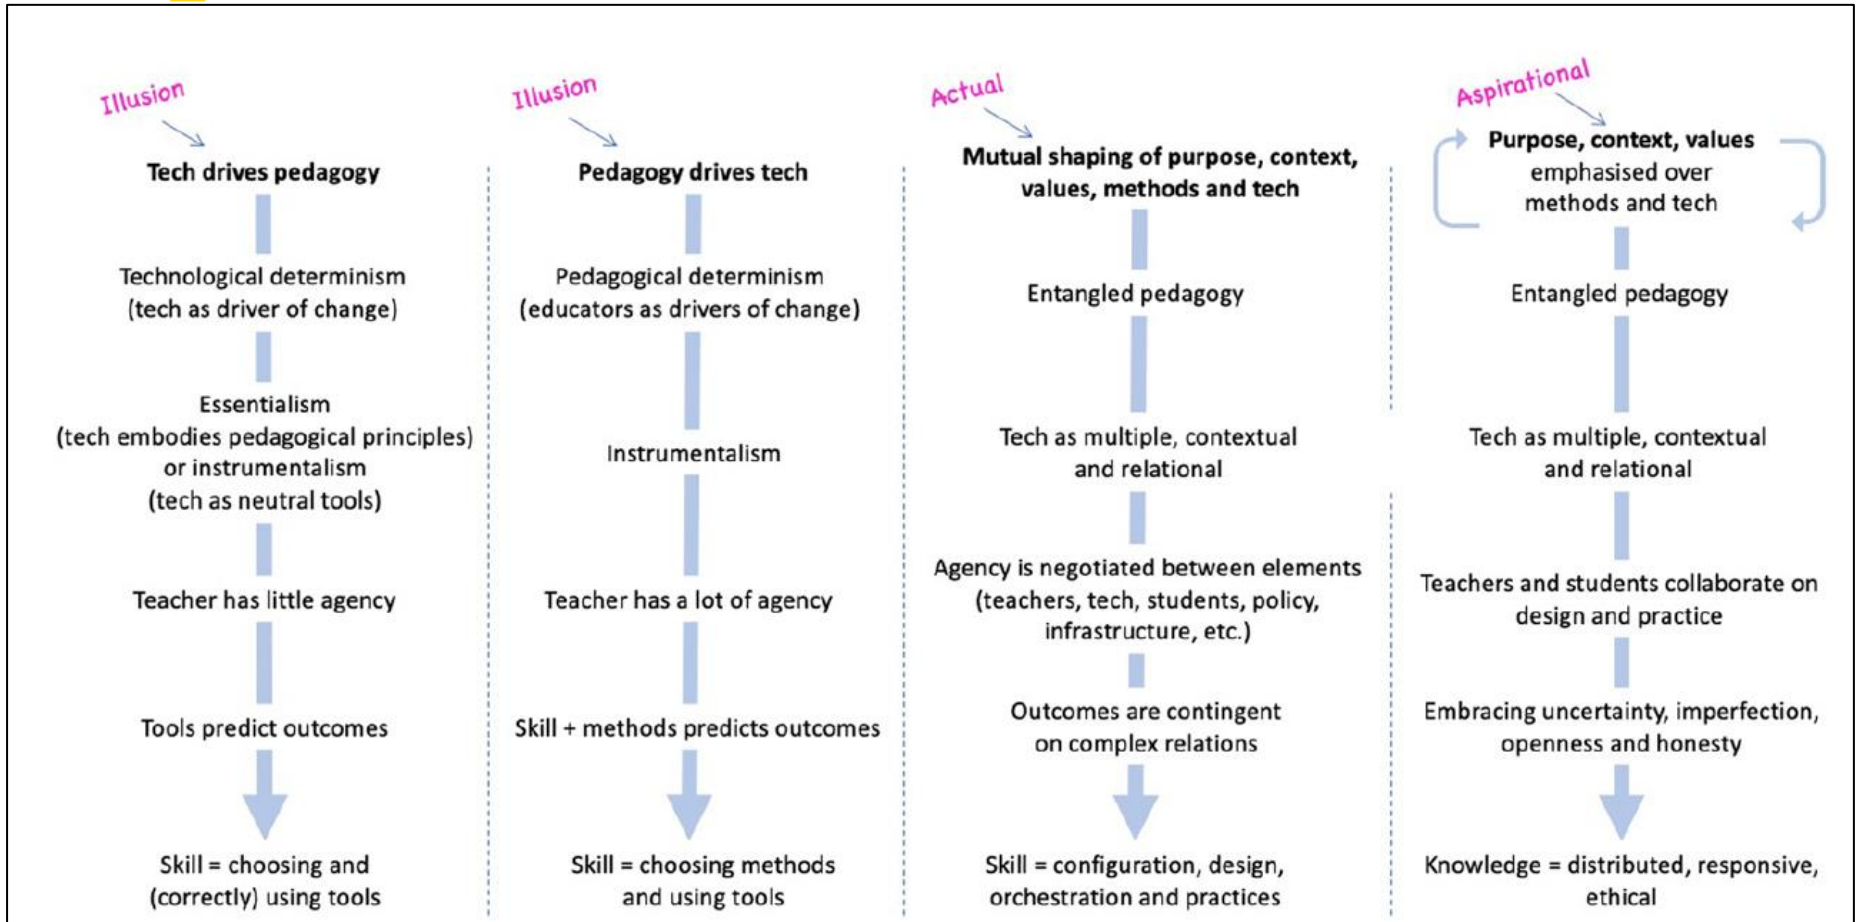 Illusion
Tech drives pedagogy
Technological determinism
(tech as driver of change)
Essentialism
(tech embodies pedagogical principles)
or instrumentalism
(tech as neutral tools)
Teacher has little agency
Tools predict outcomes
Skill = choosing and
(correctly) using tools
Illusion
Pedagogy drives tech
Pedagogical determinism
(educators as drivers of change)
Instrumentalism
Teacher has a lot of agency
Skill + methods predicts outcomes
Skill = choosing methods
and using tools
Actual
Mutual shaping of purpose, context,
values, methods and tech
Entangled pedagogy
Tech as multiple, contextual
and relational
Agency is negotiated between elements
(teachers, tech, students, policy,
infrastructure, etc.)
Outcomes are contingent
on complex relations
Skill = configuration, design,
orchestration and practices
Aspirational
Purpose, context, values
emphasised over
methods and tech
Entangled pedagogy
Tech as multiple, contextual
and relational
Teachers and students collaborate on
design and practice
Embracing uncertainty, imperfection,
openness and honesty
Knowledge = distributed, responsive,
ethical